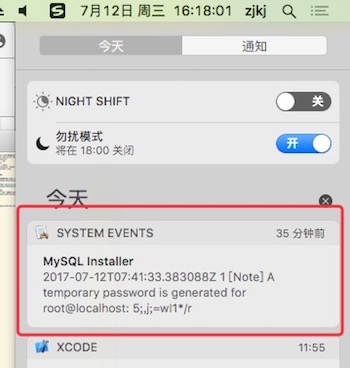 7月12日 周三 16:18:01 zjkj
今天 通知
NIGHT SHIFT 关
勿扰模式 开
将在 18:00 关闭
今天
SYSTEM EVENTS 35 分钟前
MySQL Installer
2017-07-12T07:41:33.383088Z 1 [Note] A
temporary password is generated for
root@localhost: 5;,j;=wl1*/r
XCODE 11:55